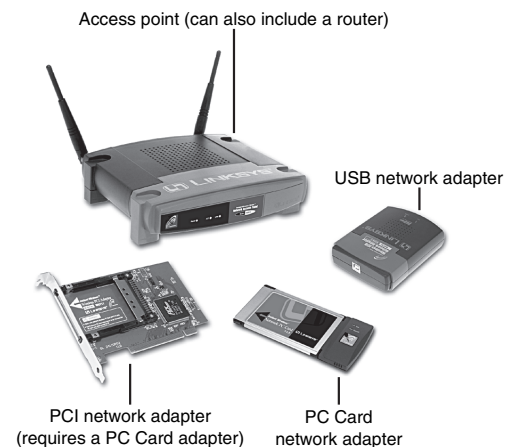 Access point (can also include a router)
LINKSYS
USB network adapter
PCI network adapter
(requires a PC Card adapter)
PC Card
network adapter